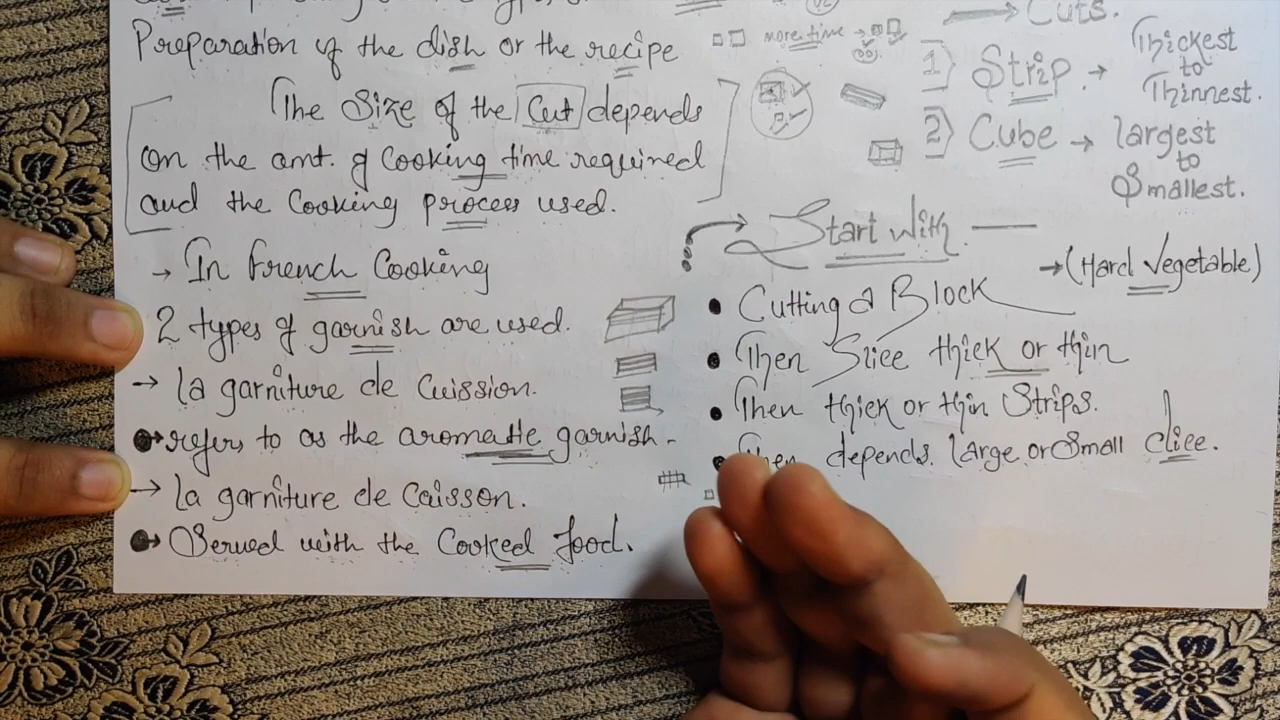 Preparation of the dish or the recipe
The Size of the Cut depends
on the amt. of Cooking time required
and the Cooking process used.
→ In French Cooking
2 types of garnish are used.
→ la garniture de Cuission.
→ refers to as the aromatic garnish.
→ la garniture de Caisson.
→ Served with the Cooked food.
more time →
→ Cuts.
1) Strip. → Thickest to Thinnest.
2) Cube → largest to Smallest.
Start With
→ (Hard Vegetable)
• Cutting a Block
• Then Slice thick or thin
• Then thick or thin Strips.
• Then depends large or Small dice.